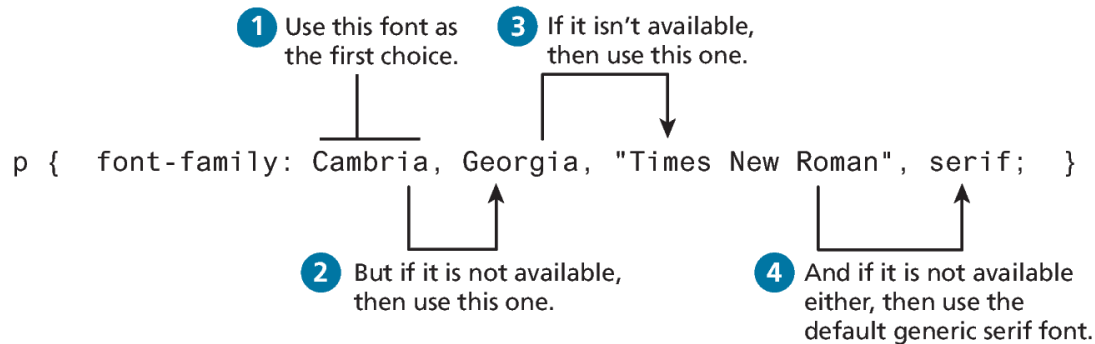 1 Use this font as
the first choice.
3 If it isn’t available,
then use this one.
p {  font-family: Cambria, Georgia, "Times New Roman", serif;  }
2 But if it is not available,
then use this one.
4 And if it is not available
either, then use the
default generic serif font.